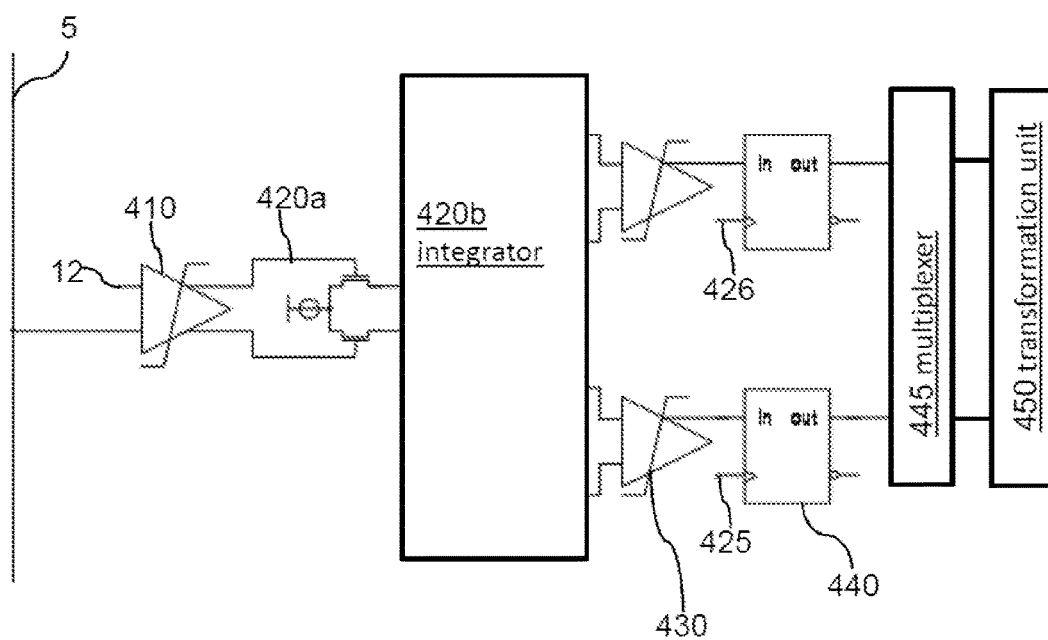 5
410
420a
12
420b
integrator
in out
426
in out
425
440
430
445 multiplexer
450 transformation unit